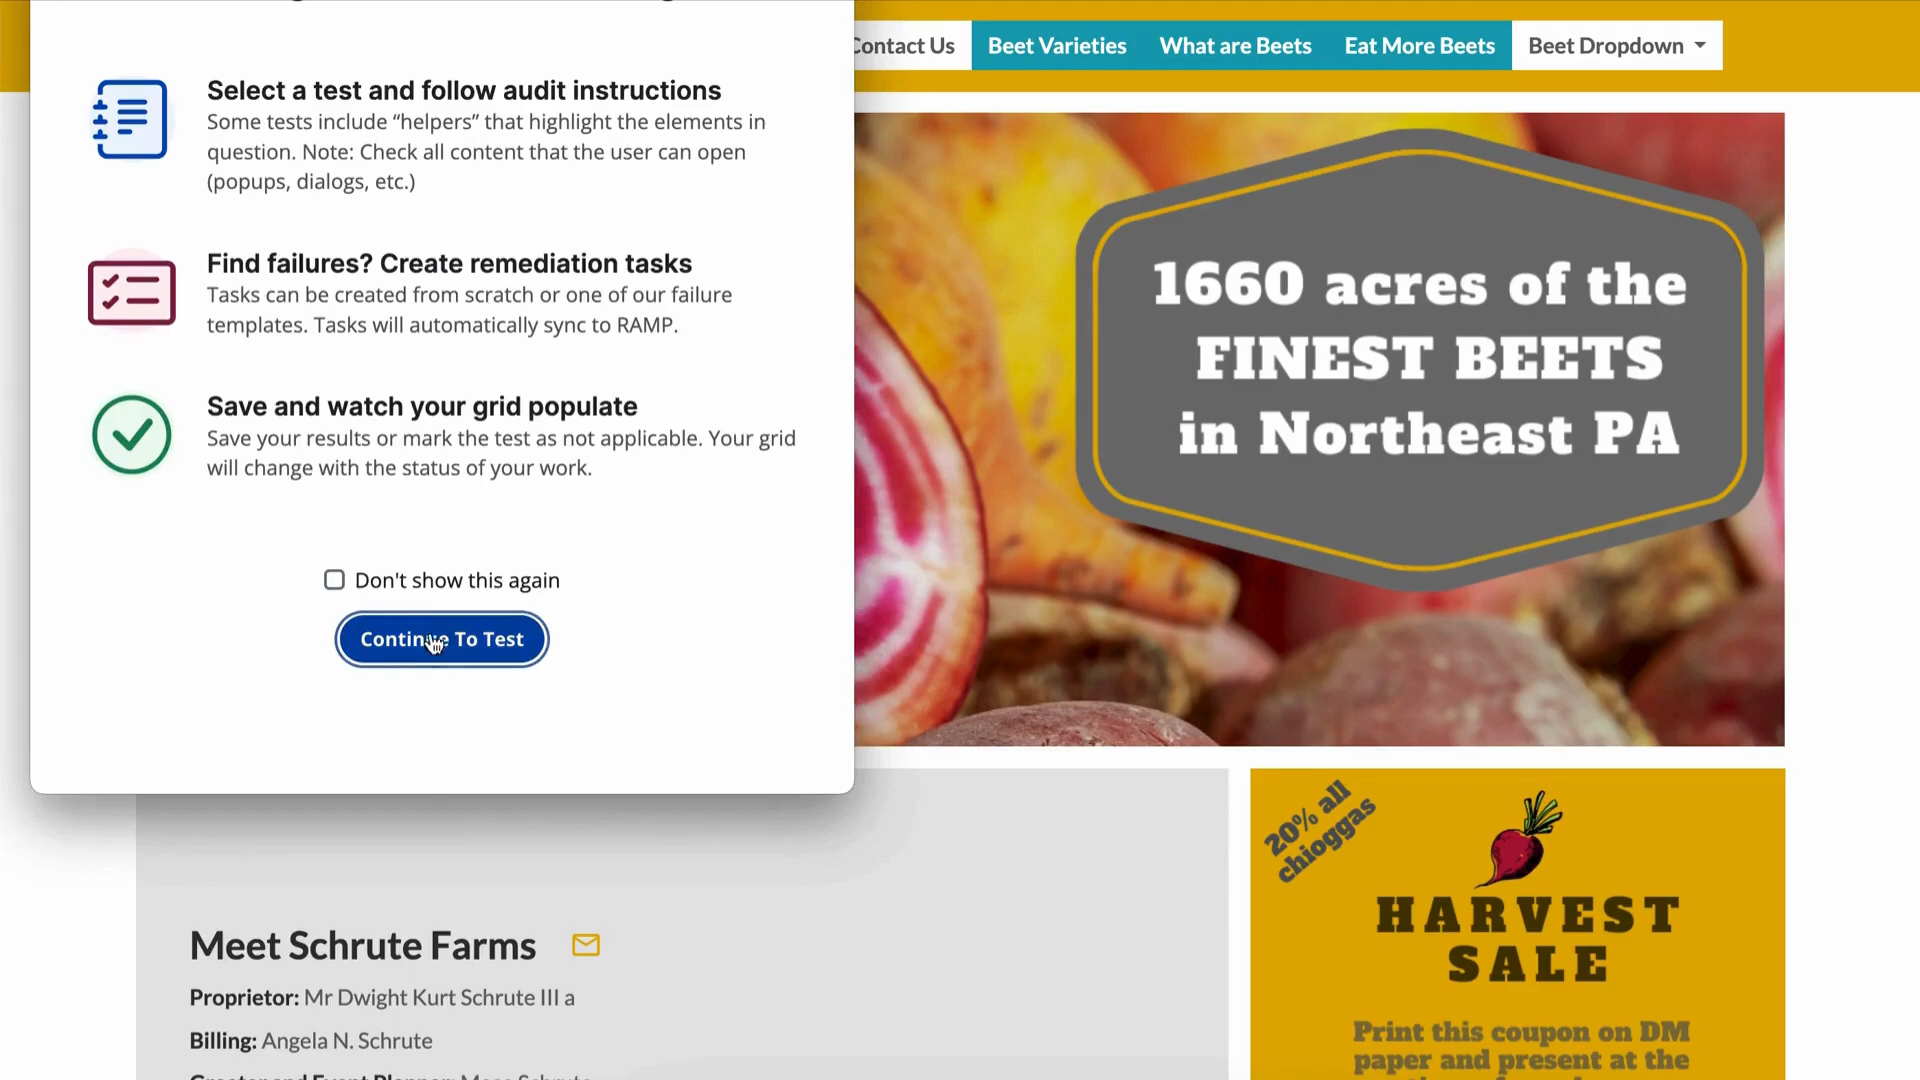 Contact Us
Beet Varieties
What are Beets
Eat More Beets
Beet Dropdown
Select a test and follow audit instructions
Some tests include “helpers” that highlight the elements in
question. Note: Check all content that the user can open
(popups, dialogs, etc.)
Find failures? Create remediation tasks
Tasks can be created from scratch or one of our failure
templates. Tasks will automatically sync to RAMP.
Save and watch your grid populate
Save your results or mark the test as not applicable. Your grid
will change with the status of your work.
Don't show this again
Continue To Test
1660 acres of the
FINEST BEETS
in Northeast PA
Meet Schrute Farms
Proprietor: Mr Dwight Kurt Schrute III a
Billing: Angela N. Schrute
20% all
chioggas
HARVEST
SALE
Print this coupon on DM
paper and present at the